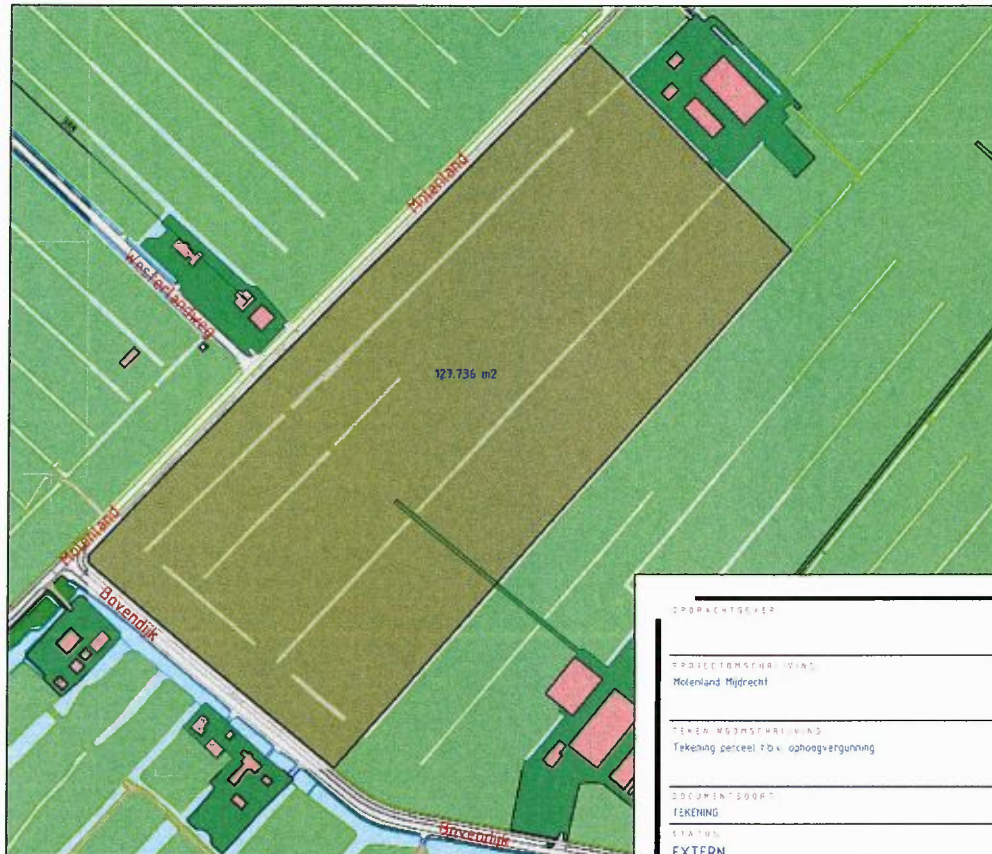 Molenland
Westerlandweg
127.736 m2
Molenland
Bovendijk
Bovendijk
OPDRACHTGEVER
PROJECTOMSCHRIJVING
Molenland Mijdrecht
TEKENINGOMSCHRIJVING
Tekening perceel t.b.v. ophoogvergunning
DOCUMENTSOORT
TEKENING
STATUS
EXTERN